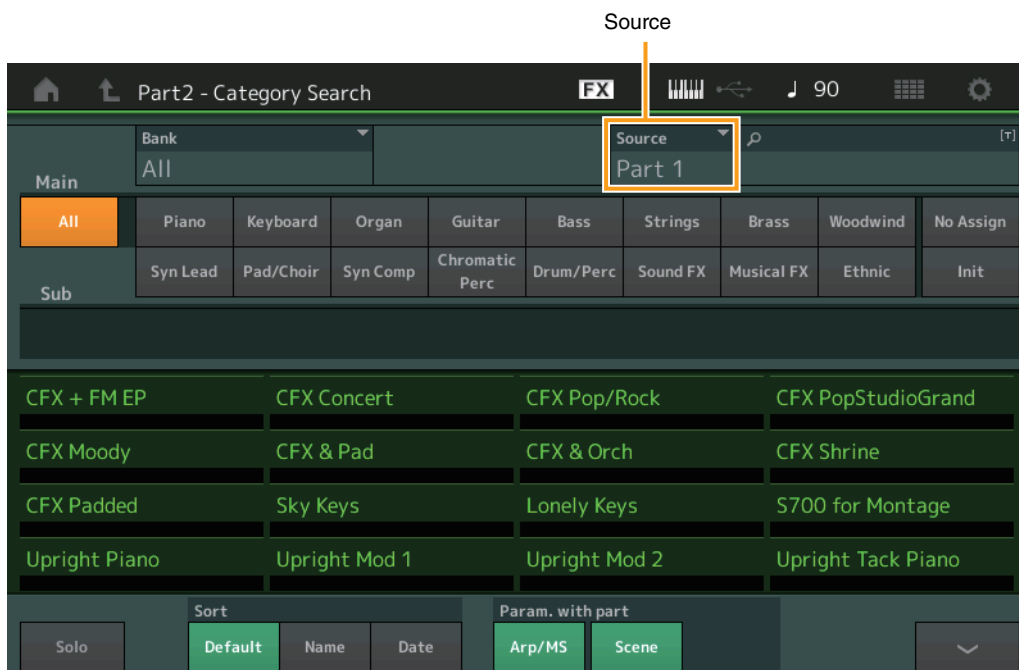 Source
Part2 - Category Search
FX
90
Bank
All
Source
Part 1
[T]
Main
All
Piano
Keyboard
Organ
Guitar
Bass
Strings
Brass
Woodwind
No Assign
Syn Lead
Pad/Choir
Syn Comp
Chromatic
Perc
Drum/Perc
Sound FX
Musical FX
Ethnic
Init
Sub
CFX + FM EP
CFX Concert
CFX Pop/Rock
CFX PopStudioGrand
CFX Moody
CFX & Pad
CFX & Orch
CFX Shrine
CFX Padded
Sky Keys
Lonely Keys
S700 for Montage
Upright Piano
Upright Mod 1
Upright Mod 2
Upright Tack Piano
Sort
Param. with part
Solo
Default
Name
Date
Arp/MS
Scene